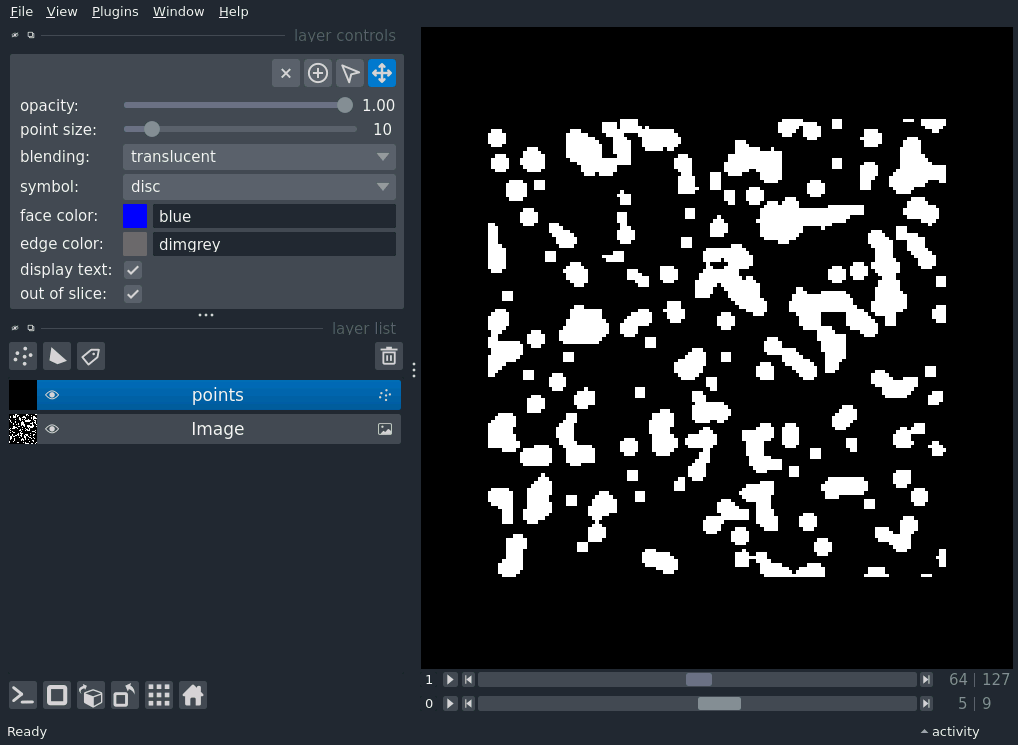 File View Plugins Window Help
layer controls
opacity: 1.00
point size: 10
blending: translucent
symbol: disc
face color: blue
edge color: dimgrey
display text:
out of slice:
layer list
points
Image
1 64 | 127
0 5 | 9
Ready activity